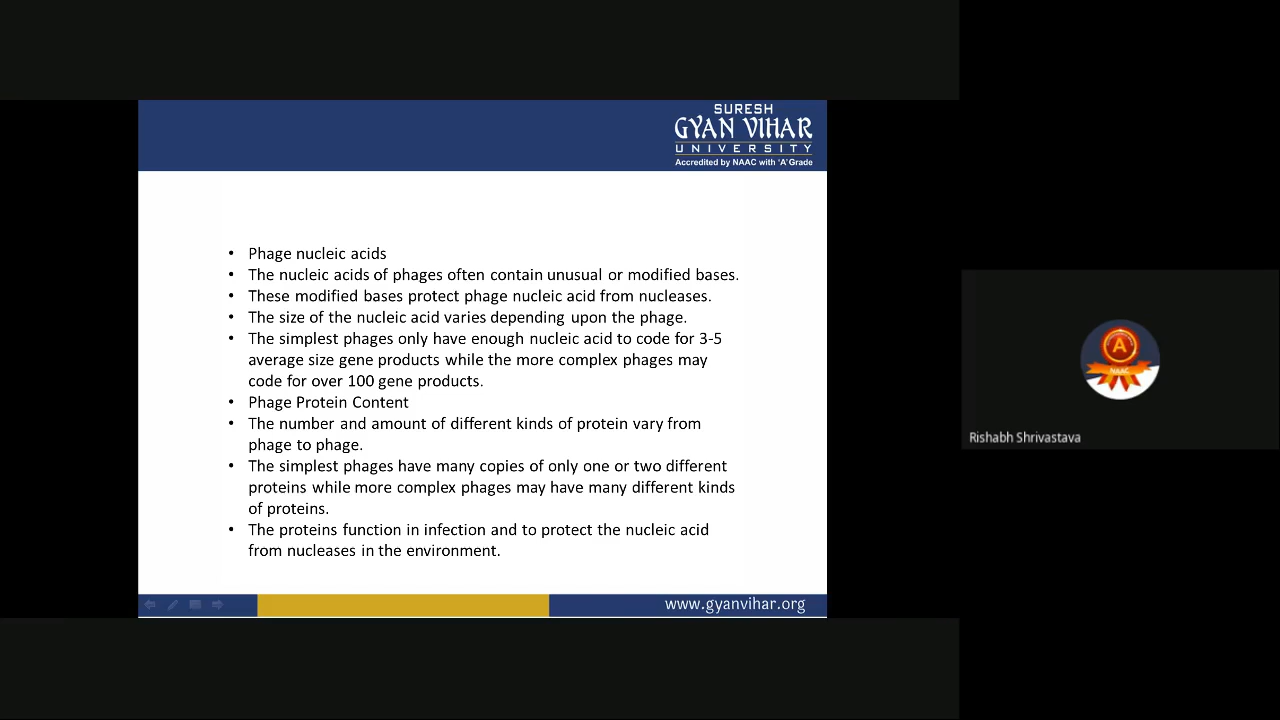 SURESH
GYAN VIHAR
UNIVERSITY
Accredited by NAAC with 'A' Grade
• Phage nucleic acids
• The nucleic acids of phages often contain unusual or modified bases.
• These modified bases protect phage nucleic acid from nucleases.
• The size of the nucleic acid varies depending upon the phage.
• The simplest phages only have enough nucleic acid to code for 3-5
average size gene products while the more complex phages may
code for over 100 gene products.
• Phage Protein Content
• The number and amount of different kinds of protein vary from
phage to phage.
• The simplest phages have many copies of only one or two different
proteins while more complex phages may have many different kinds
of proteins.
• The proteins function in infection and to protect the nucleic acid
from nucleases in the environment.
www.gyanvihar.org
A
NAAC
Rishabh Shrivastava